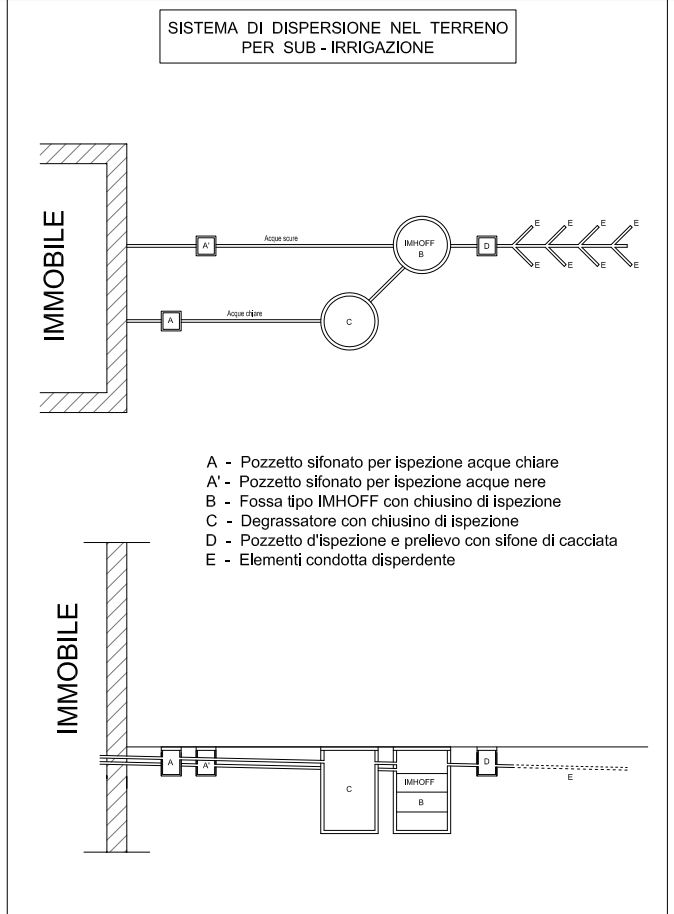 SISTEMA DI DISPERSIONE NEL TERRENO
PER SUB - IRRIGAZIONE
IMMOBILE
E E E E
A' Acque scure IMHOFF D
B
E E E E
A Acque chiare C
A - Pozzetto sifonato per ispezione acque chiare
A' - Pozzetto sifonato per ispezione acque nere
B - Fossa tipo IMHOFF con chiusino di ispezione
C - Degrassatore con chiusino di ispezione
D - Pozzetto d'ispezione e prelievo con sifone di cacciata
E - Elementi condotta disperdente
IMMOBILE
A A' D
IMHOFF E
C
B